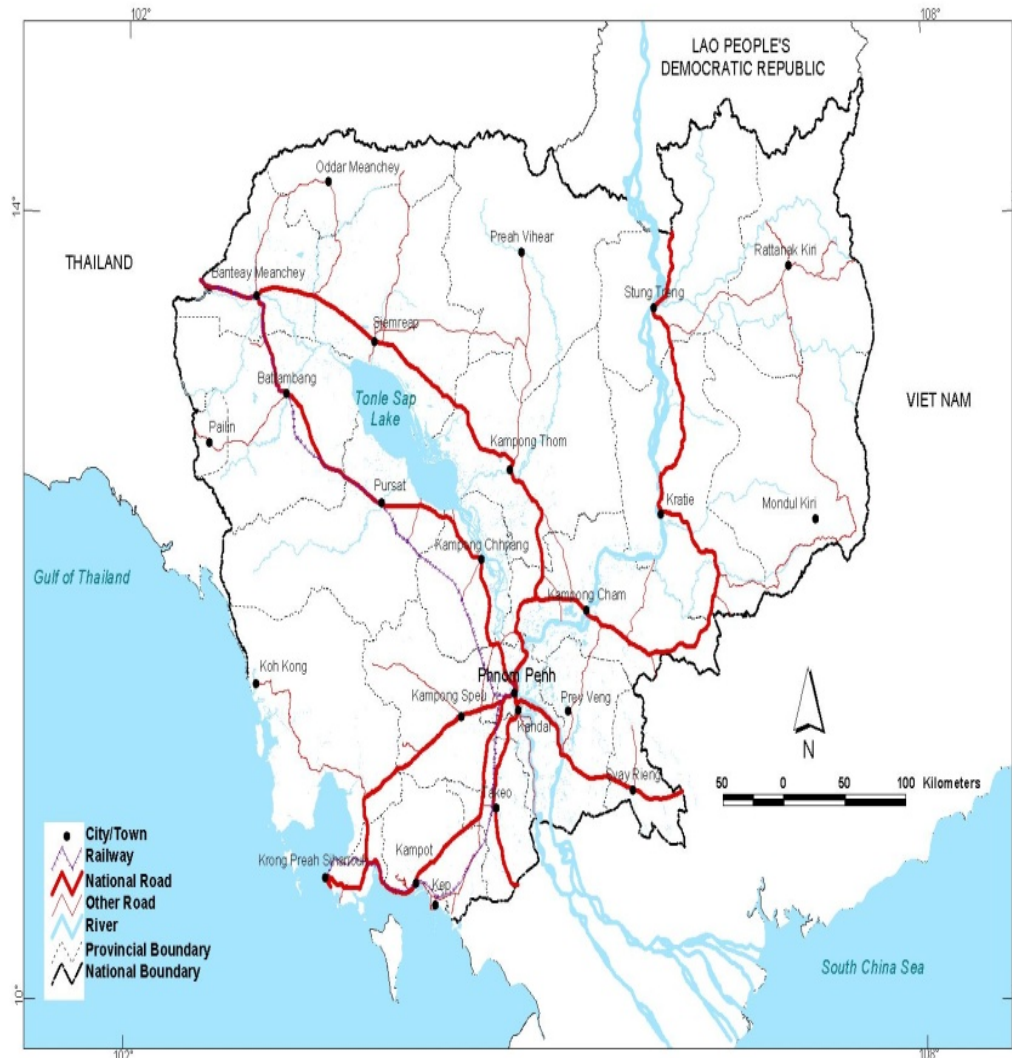 102°
108°
LAO PEOPLE'S
DEMOCRATIC REPUBLIC
Oddar Meanchey
14°
Preah Vihear
Rattanak Kiri
THAILAND
Banteay Meanchey
Stung Treng
Siemreap
Battambang
Tonle Sap
Lake
VIET NAM
Pailin
Kampong Thom
Pursat
Kratie
Mondul Kiri
Kampong Chhnang
Gulf of Thailand
Kampong Cham
Koh Kong
Phnom Penh
Kampong Speu
Prey Veng
Kandal
N
Svay Rieng
50 0 50 100 Kilometers
Takeo
City/Town
Railway
National Road
Other Road
River
Provincial Boundary
National Boundary
Kampot
Krong Preah Sihanouk
Kep
South China Sea
10°
102°
108°